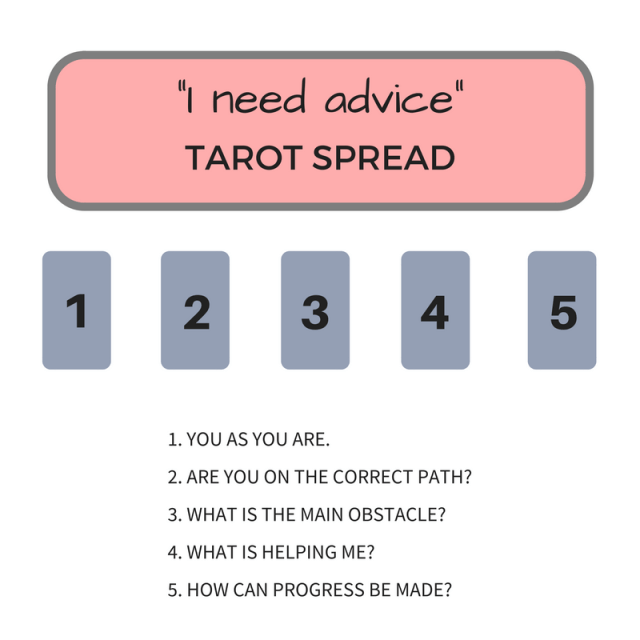 "I need advice"
TAROT SPREAD
1 2 3 4 5
1. YOU AS YOU ARE.
2. ARE YOU ON THE CORRECT PATH?
3. WHAT IS THE MAIN OBSTACLE?
4. WHAT IS HELPING ME?
5. HOW CAN PROGRESS BE MADE?